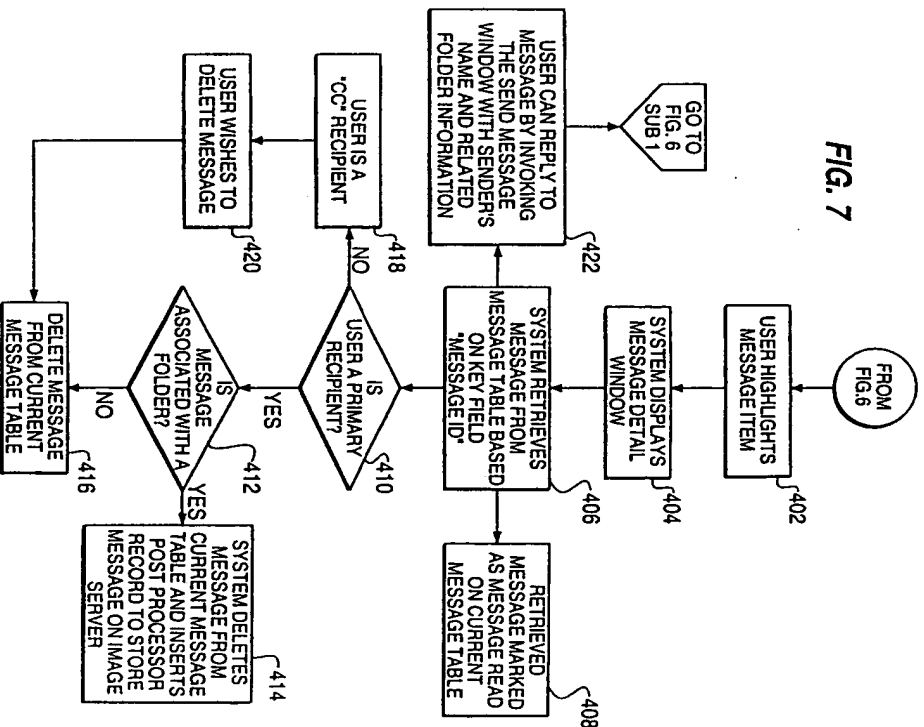 FIG. 7
FROM
FIG.6
USER HIGHLIGHTS
MESSAGE ITEM
402
SYSTEM DISPLAYS
MESSAGE DETAIL
WINDOW
404
SYSTEM RETRIEVES
MESSAGE FROM
MESSAGE TABLE BASED
ON KEY FIELD
"MESSAGE ID"
406
RETRIEVED
MESSAGE MARKED
AS MESSAGE READ
ON CURRENT
MESSAGE TABLE
408
USER CAN REPLY TO
MESSAGE BY INVOKING
THE SEND MESSAGE
WINDOW WITH SENDER'S
NAME AND RELATED
FOLDER INFORMATION
422
GO TO
FIG. 6
SUB 1
IS
USER A PRIMARY
RECIPIENT?
410
NO
USER IS A
"CC" RECIPIENT
418
USER WISHES TO
DELETE MESSAGE
420
YES
IS
MESSAGE
ASSOCIATED WITH A
FOLDER?
412
YES
SYSTEM DELETES
MESSAGE FROM
CURRENT MESSAGE
TABLE AND INSERTS
POST PROCESSOR
RECORD TO STORE
MESSAGE ON IMAGE
SERVER
414
NO
DELETE MESSAGE
FROM CURRENT
MESSAGE TABLE
416